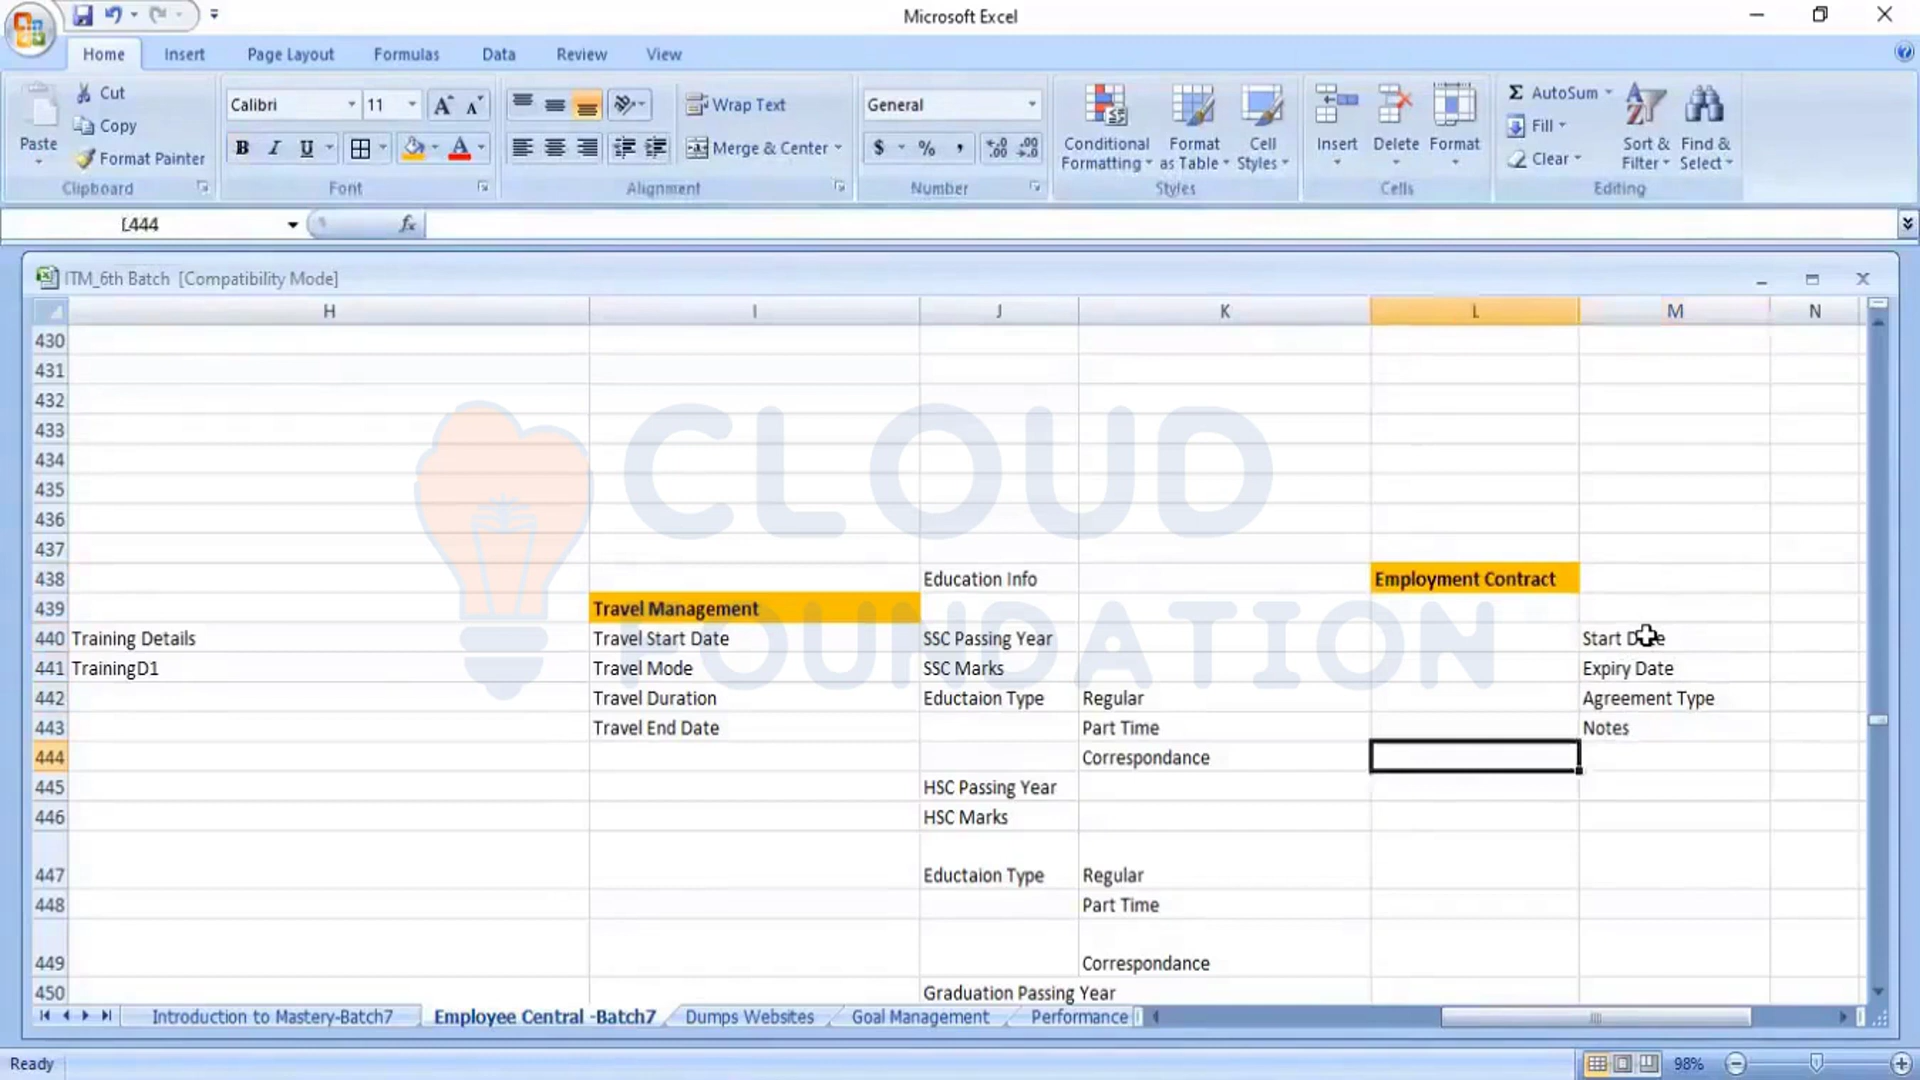 Microsoft Excel
Home Insert Page Layout Formulas Data Review View
Paste
Cut
Copy
Format Painter
Clipboard
Calibri 11
B I U
Font
Wrap Text
Merge & Center
Alignment
General
$ % ,
Number
Conditional Formatting
Format as Table
Cell Styles
Styles
Insert
Delete
Format
Cells
AutoSum
Fill
Clear
Sort & Filter
Find & Select
Editing
L444
fx
ITM_6th Batch [Compatibility Mode]
H I J K L M N
430
431
432
433
434
435
436
437
438 Education Info Employment Contract
439 Travel Management
440 Training Details Travel Start Date SSC Passing Year Start Date
441 TrainingD1 Travel Mode SSC Marks Expiry Date
442 Travel Duration Eductaion Type Regular Agreement Type
443 Travel End Date Part Time Notes
444 Correspondance
445 HSC Passing Year
446 HSC Marks
447 Eductaion Type Regular
448 Part Time
449 Correspondance
450 Graduation Passing Year
CLOUD
FOUNDATION
Introduction to Mastery-Batch7 Employee Central -Batch7 Dumps Websites Goal Management Performance
Ready 98%